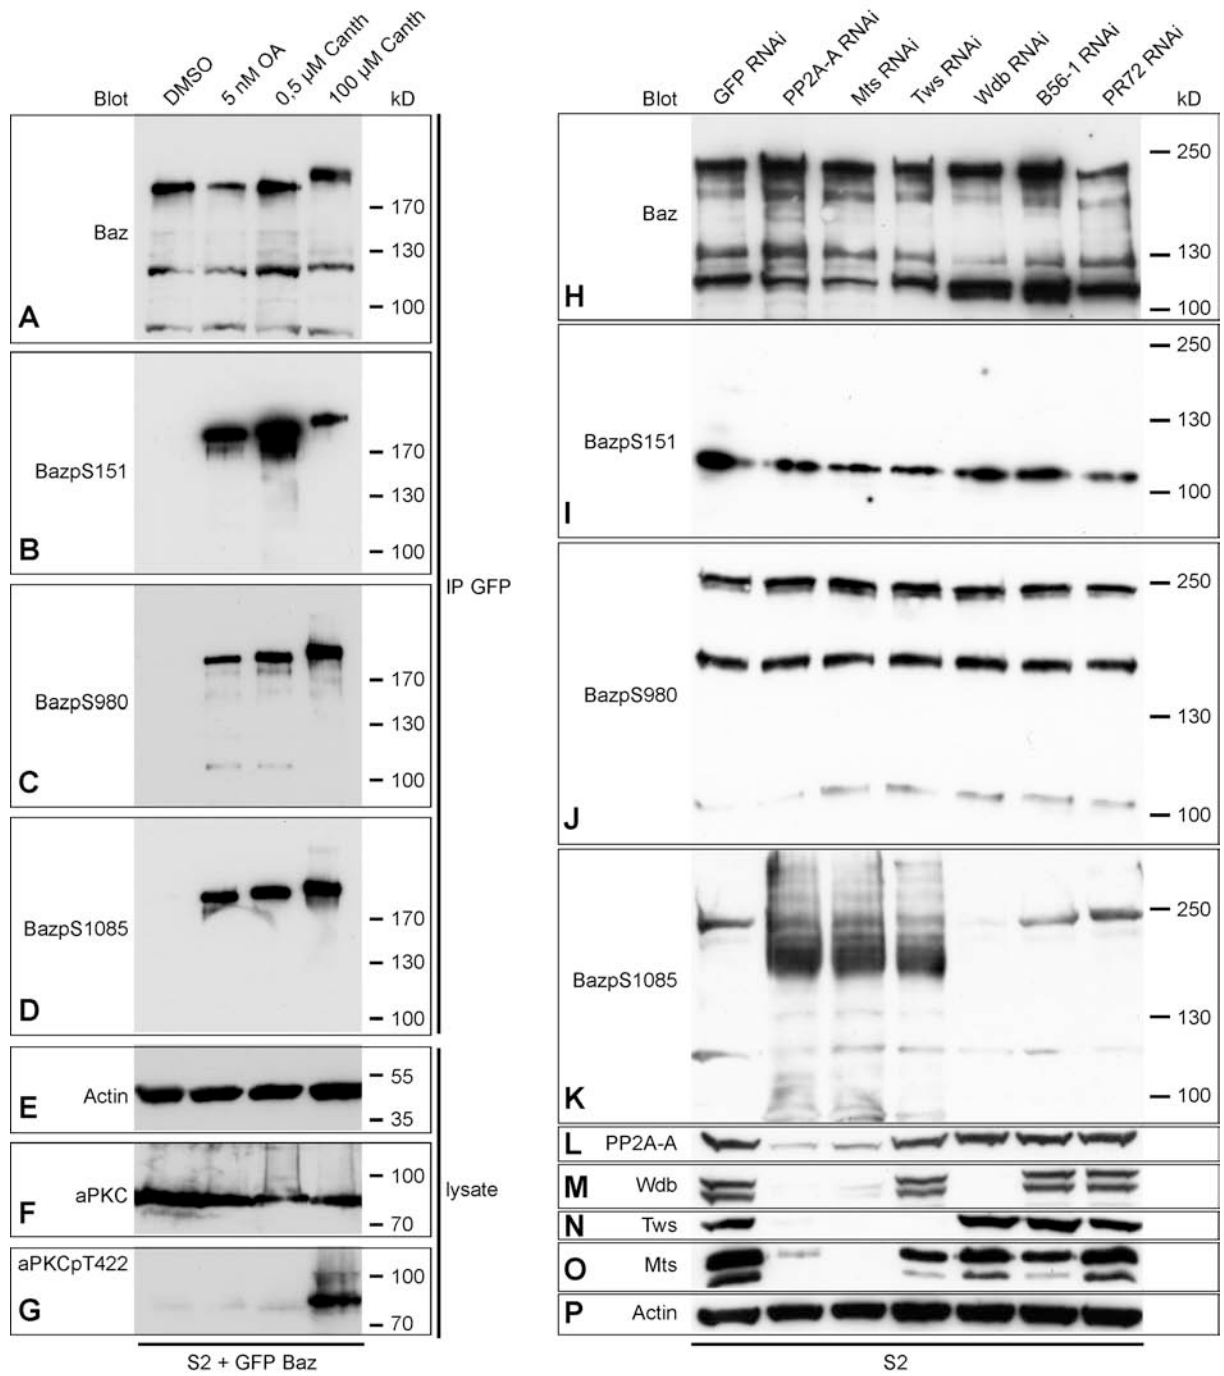 Blot DMSO 5 nM OA 0,5 µM Canth 100 µM Canth kD
Baz
170
130
100
A
BazpS151
170
130
100
B
BazpS980
170
130
100
C
BazpS1085
170
130
100
D
IP GFP
Actin
55
35
E
aPKC
100
70
F
aPKCpT422
100
70
G
lysate
S2 + GFP Baz
Blot GFP RNAi PP2A-A RNAi Mts RNAi Tws RNAi Wdb RNAi B56-1 RNAi PR72 RNAi kD
Baz
250
130
100
H
BazpS151
250
130
100
I
BazpS980
250
130
100
J
BazpS1085
250
130
100
K
L PP2A-A
M Wdb
N Tws
O Mts
P Actin
S2